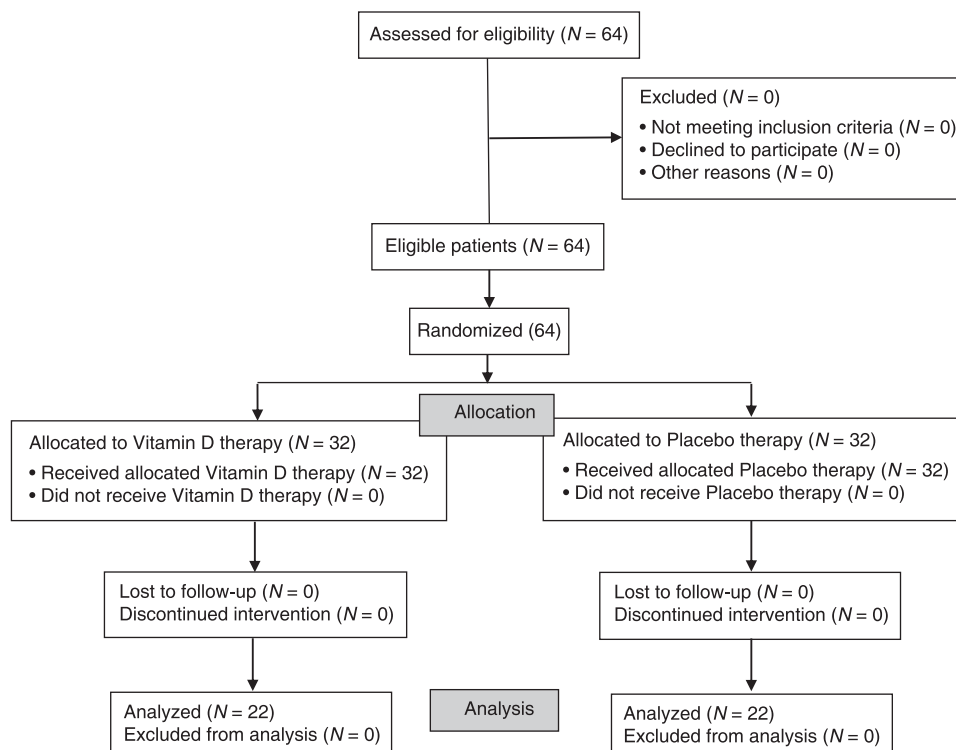 Assessed for eligibility (N = 64)
Excluded (N = 0)
• Not meeting inclusion criteria (N = 0)
• Declined to participate (N = 0)
• Other reasons (N = 0)
Eligible patients (N = 64)
Randomized (64)
Allocation
Allocated to Vitamin D therapy (N = 32)
• Received allocated Vitamin D therapy (N = 32)
• Did not receive Vitamin D therapy (N = 0)
Allocated to Placebo therapy (N = 32)
• Received allocated Placebo therapy (N = 32)
• Did not receive Placebo therapy (N = 0)
Lost to follow-up (N = 0)
Discontinued intervention (N = 0)
Lost to follow-up (N = 0)
Discontinued intervention (N = 0)
Analyzed (N = 22)
Excluded from analysis (N = 0)
Analysis
Analyzed (N = 22)
Excluded from analysis (N = 0)